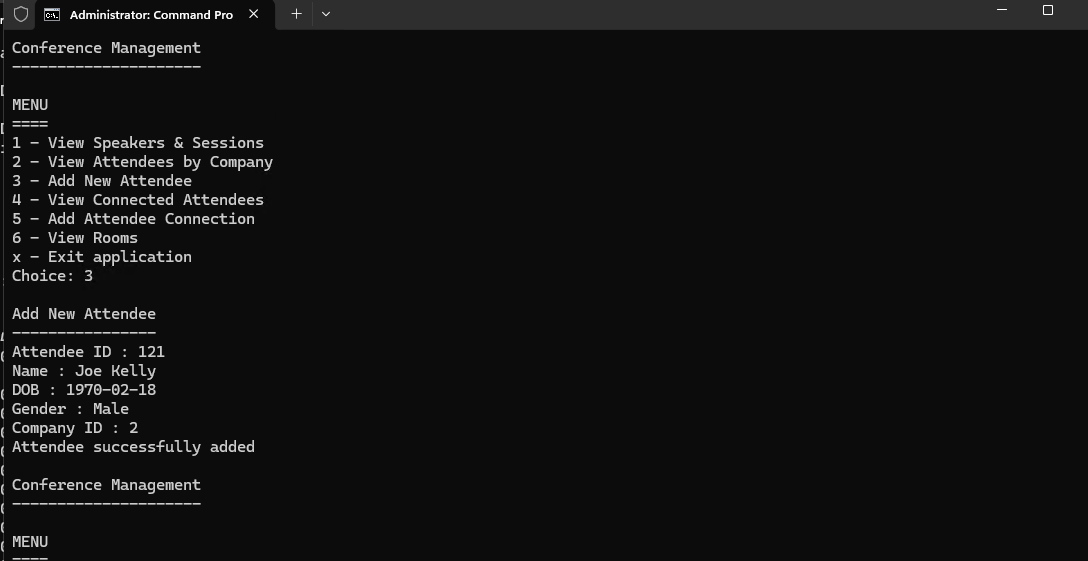 Administrator: Command Pro
Conference Management
---------------------
MENU
====
1 - View Speakers & Sessions
2 - View Attendees by Company
3 - Add New Attendee
4 - View Connected Attendees
5 - Add Attendee Connection
6 - View Rooms
x - Exit application
Choice: 3
Add New Attendee
----------------
Attendee ID : 121
Name : Joe Kelly
DOB : 1970-02-18
Gender : Male
Company ID : 2
Attendee successfully added
Conference Management
---------------------
MENU
====